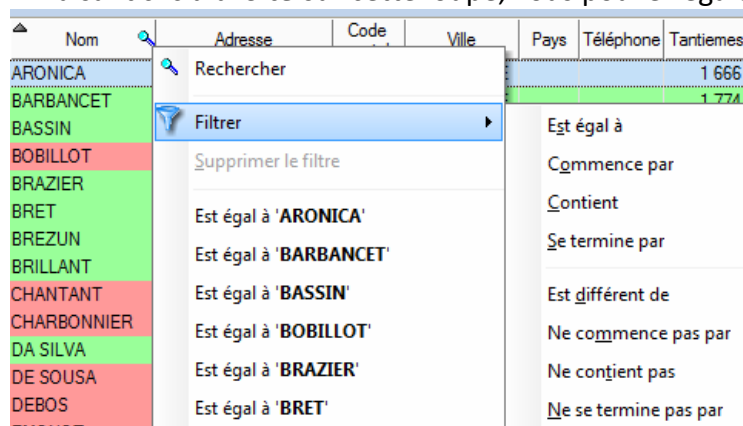 Nom Adresse Code Ville Pays Téléphone Tantiemes
ARONICA 1 666
BARBANCET 1 774
BASSIN
BOBILLOT
BRAZIER
BRET
BREZUN
BRILLANT
CHANTANT
CHARBONNIER
DA SILVA
DE SOUSA
DEBOS
Rechercher
Filtrer
Supprimer le filtre
Est égal à 'ARONICA'
Est égal à 'BARBANCET'
Est égal à 'BASSIN'
Est égal à 'BOBILLOT'
Est égal à 'BRAZIER'
Est égal à 'BRET'
Est égal à
Commence par
Contient
Se termine par
Est différent de
Ne commence pas par
Ne contient pas
Ne se termine pas par